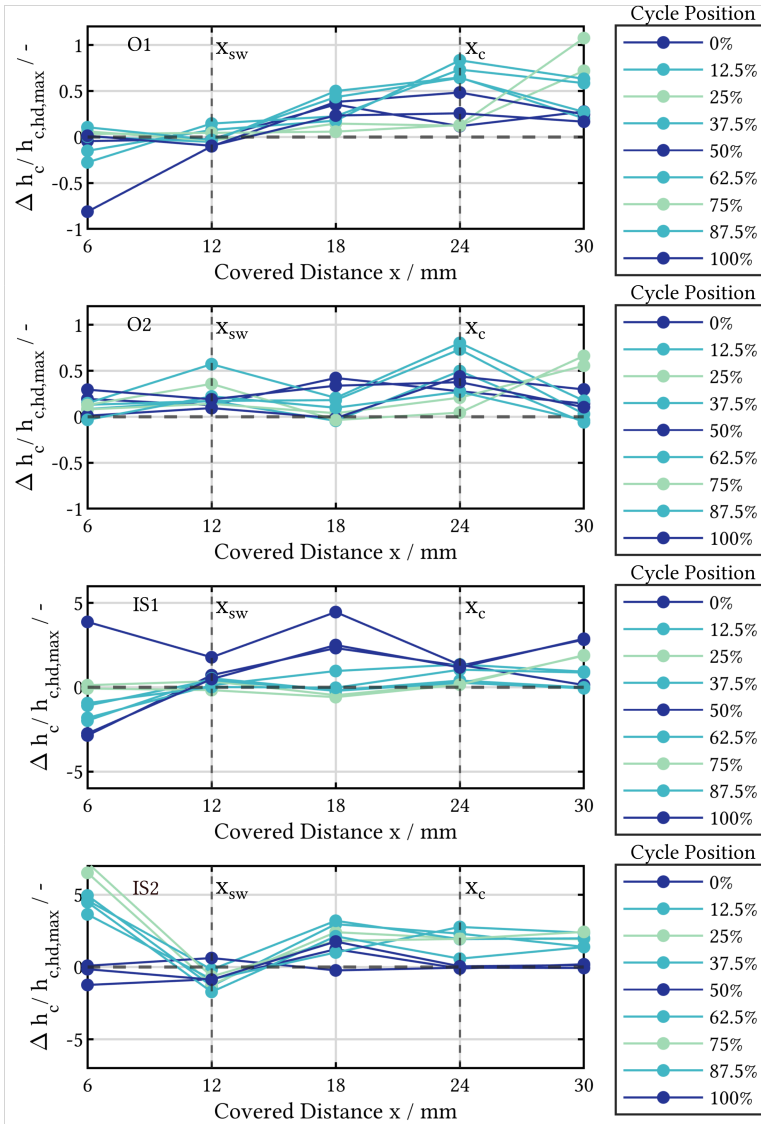 Cycle Position
O1
x_sw
x_c
1
0.5
0
-0.5
-1
Δ h_c / h_c,hd,max / -
6 12 18 24 30
Covered Distance x / mm
0%
12.5%
25%
37.5%
50%
62.5%
75%
87.5%
100%
Cycle Position
O2
x_sw
x_c
1
0.5
0
-0.5
-1
Δ h_c / h_c,hd,max / -
6 12 18 24 30
Covered Distance x / mm
0%
12.5%
25%
37.5%
50%
62.5%
75%
87.5%
100%
Cycle Position
IS1
x_sw
x_c
5
0
-5
Δ h_c / h_c,hd,max / -
6 12 18 24 30
Covered Distance x / mm
0%
12.5%
25%
37.5%
50%
62.5%
75%
87.5%
100%
Cycle Position
IS2
x_sw
x_c
5
0
-5
Δ h_c / h_c,hd,max / -
6 12 18 24 30
Covered Distance x / mm
0%
12.5%
25%
37.5%
50%
62.5%
75%
87.5%
100%